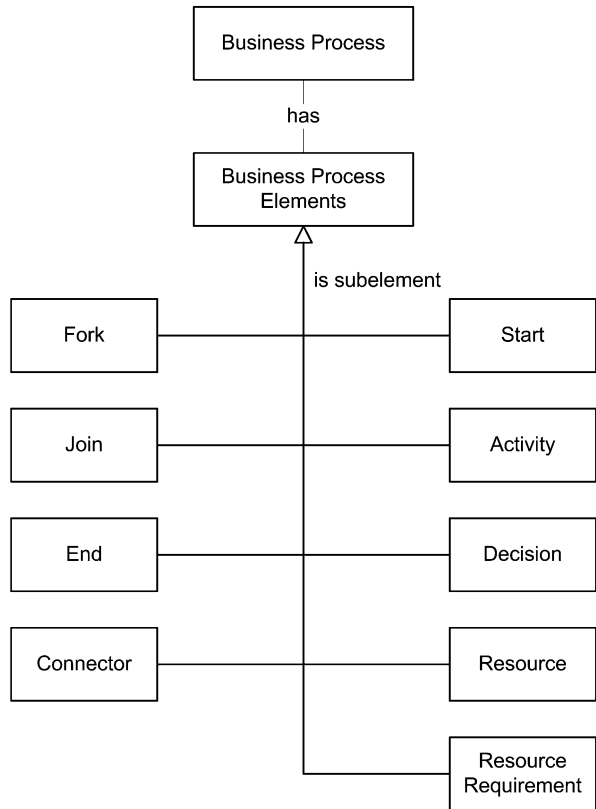 Business Process
has
Business Process
Elements
is subelement
Fork
Start
Join
Activity
End
Decision
Connector
Resource
Resource
Requirement